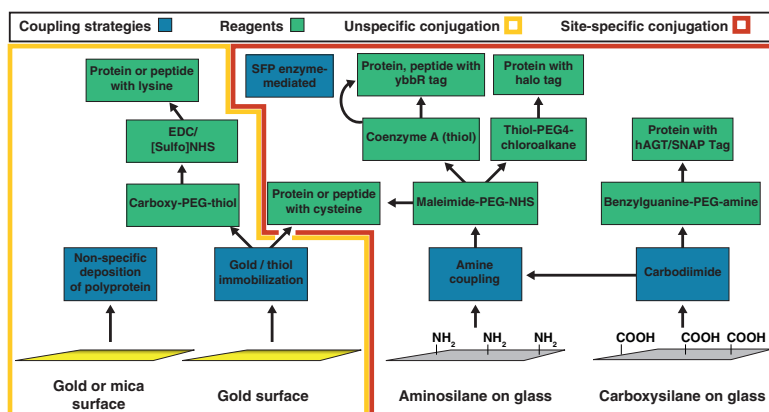 Coupling strategies
Reagents
Unspecific conjugation
Site-specific conjugation
Protein or peptide
with lysine
SFP enzyme-
mediated
Protein, peptide with
ybbR tag
Protein with
halo tag
EDC/
[Sulfo]NHS
Coenzyme A (thiol)
Thiol-PEG4-
chloroalkane
Protein with
hAGT/SNAP Tag
Carboxy-PEG-thiol
Protein or peptide
with cysteine
Maleimide-PEG-NHS
Benzylguanine-PEG-amine
Non-specific
deposition
of polyprotein
Gold / thiol
immobilization
Amine
coupling
Carbodiimide
NH2
NH2
NH2
COOH
COOH
COOH
Gold or mica
surface
Gold surface
Aminosilane on glass
Carboxysilane on glass